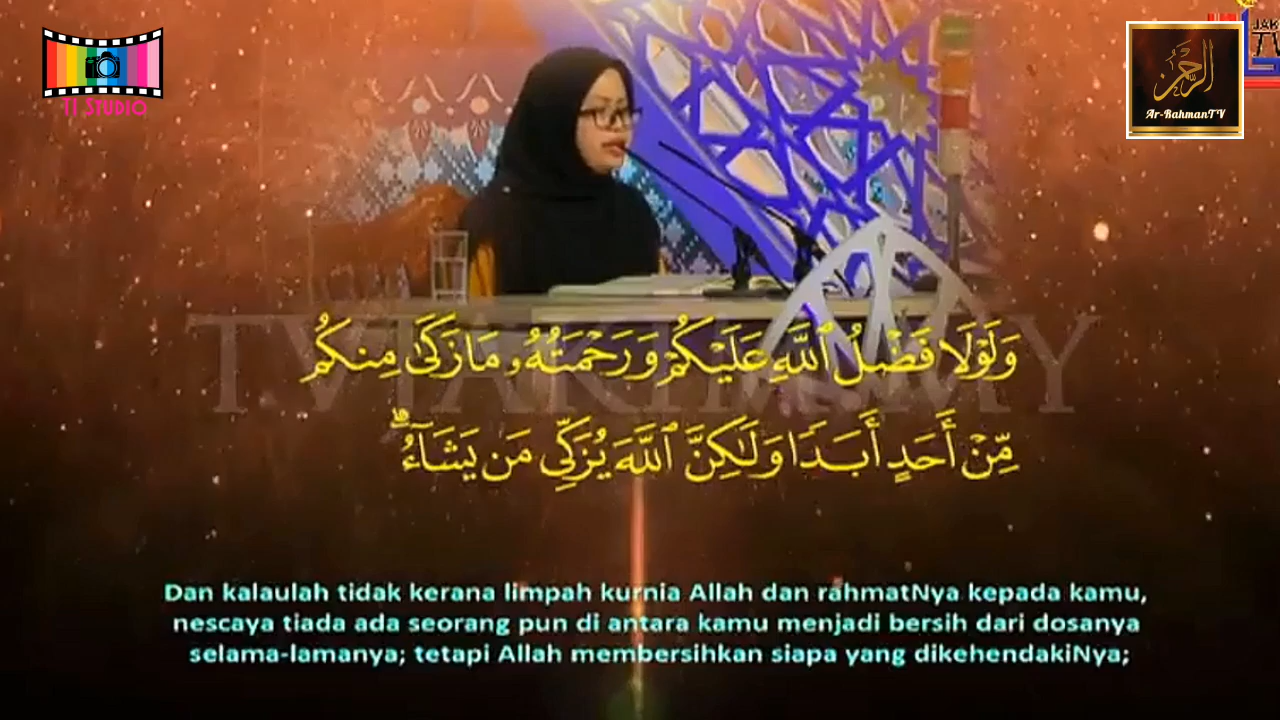 TI STUDIO
الرحمن
Ar-RahmanTV
JAK
وَلَوْلَا فَضْلُ ٱللَّهِ عَلَيْكُمْ وَرَحْمَتُهُۥ مَا زَكَىٰ مِنكُم
مِّنْ أَحَدٍ أَبَدًا وَلَـٰكِنَّ ٱللَّهَ يُزَكِّى مَن يَشَآءُ ۗ
Dan kalaulah tidak kerana limpah kurnia Allah dan rahmatNya kepada kamu,
nescaya tiada ada seorang pun di antara kamu menjadi bersih dari dosanya
selama-lamanya; tetapi Allah membersihkan siapa yang dikehendakiNya;